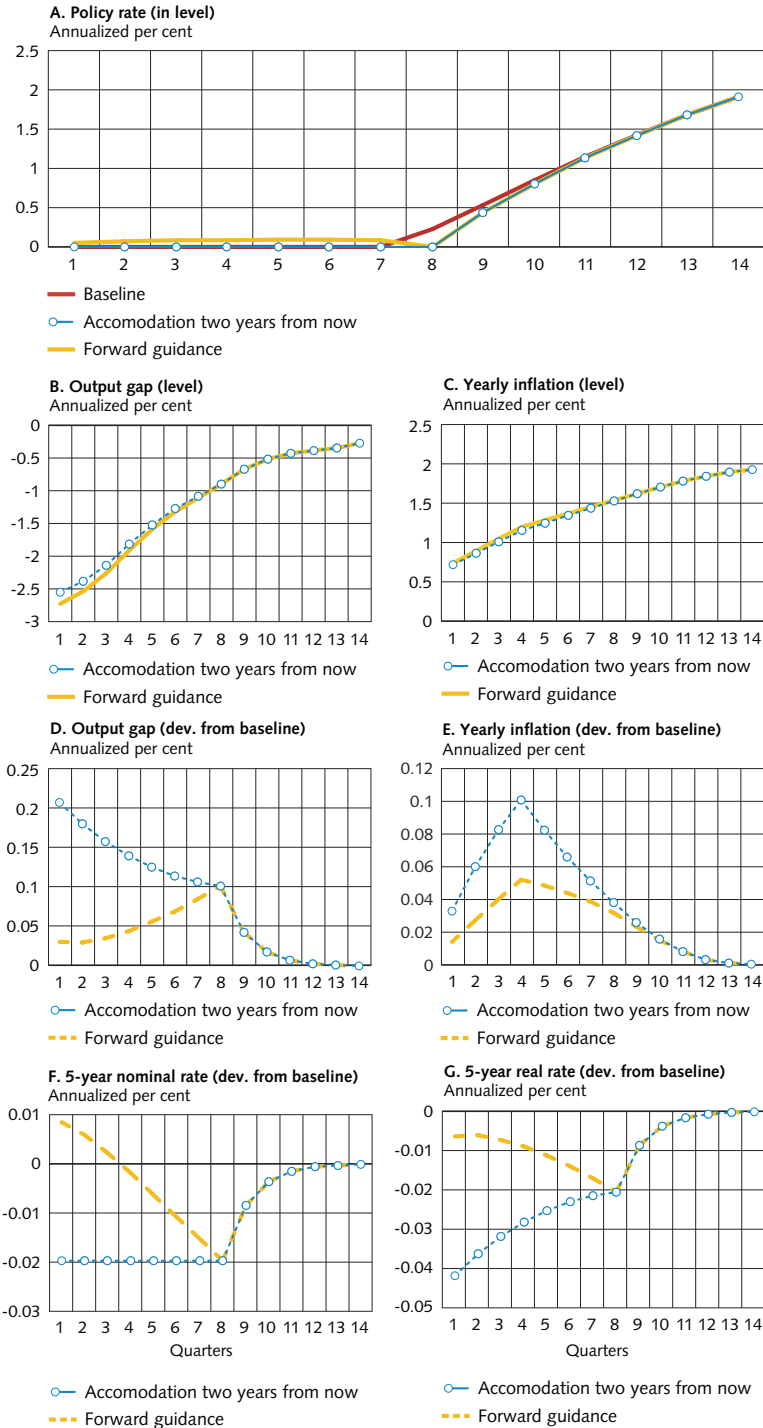 A. Policy rate (in level)
Annualized per cent
2.5
2
1.5
1
0.5
0
1 2 3 4 5 6 7 8 9 10 11 12 13 14
Baseline
Accomodation two years from now
Forward guidance
B. Output gap (level)
Annualized per cent
0
-0.5
-1
-1.5
-2
-2.5
-3
1 2 3 4 5 6 7 8 9 10 11 12 13 14
Accomodation two years from now
Forward guidance
C. Yearly inflation (level)
Annualized per cent
2.5
2
1.5
1
0.5
0
1 2 3 4 5 6 7 8 9 10 11 12 13 14
Accomodation two years from now
Forward guidance
D. Output gap (dev. from baseline)
Annualized per cent
0.25
0.2
0.15
0.1
0.05
0
1 2 3 4 5 6 7 8 9 10 11 12 13 14
Accomodation two years from now
Forward guidance
E. Yearly inflation (dev. from baseline)
Annualized per cent
0.12
0.1
0.08
0.06
0.04
0.02
0
1 2 3 4 5 6 7 8 9 10 11 12 13 14
Accomodation two years from now
Forward guidance
F. 5-year nominal rate (dev. from baseline)
Annualized per cent
0.01
0
-0.01
-0.02
-0.03
1 2 3 4 5 6 7 8 9 10 11 12 13 14
Quarters
Accomodation two years from now
Forward guidance
G. 5-year real rate (dev. from baseline)
Annualized per cent
0
-0.01
-0.02
-0.03
-0.04
-0.05
1 2 3 4 5 6 7 8 9 10 11 12 13 14
Quarters
Accomodation two years from now
Forward guidance